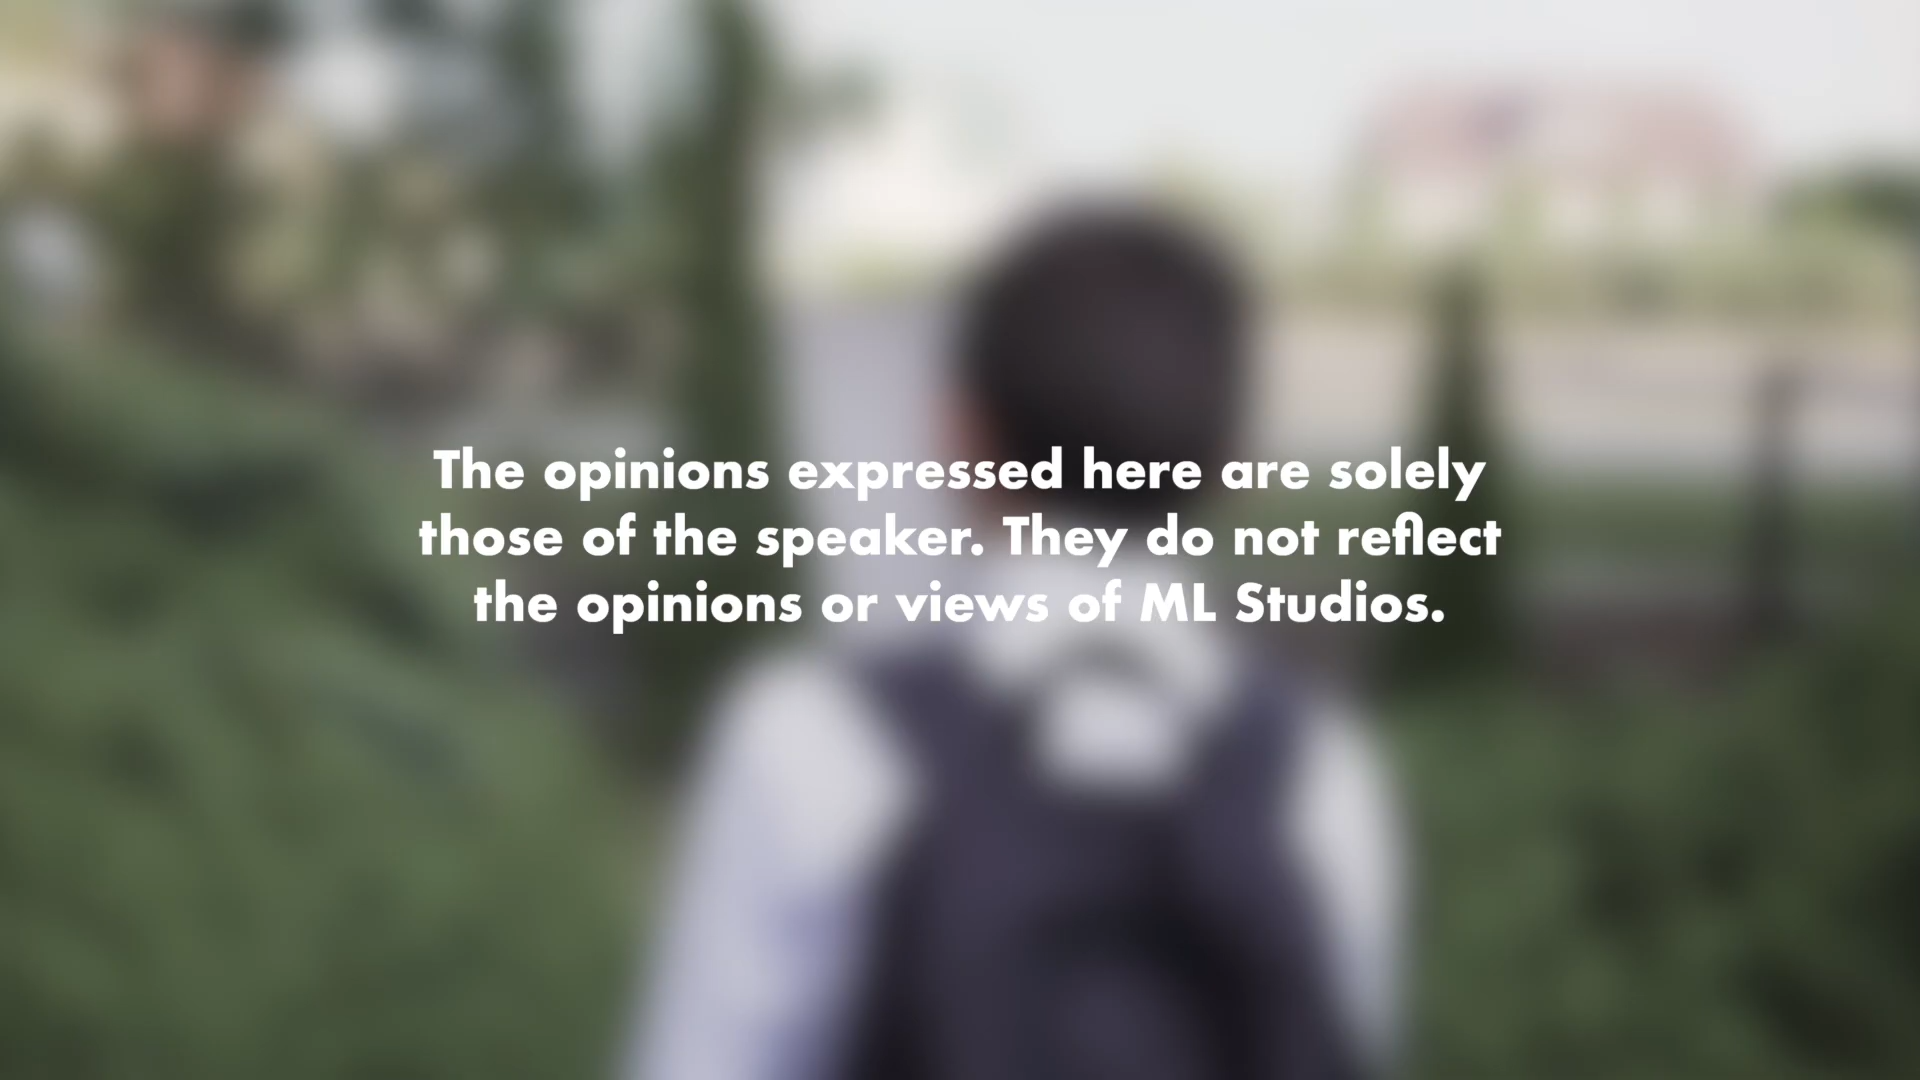 The opinions expressed here are solely
those of the speaker. They do not reflect
the opinions or views of ML Studios.